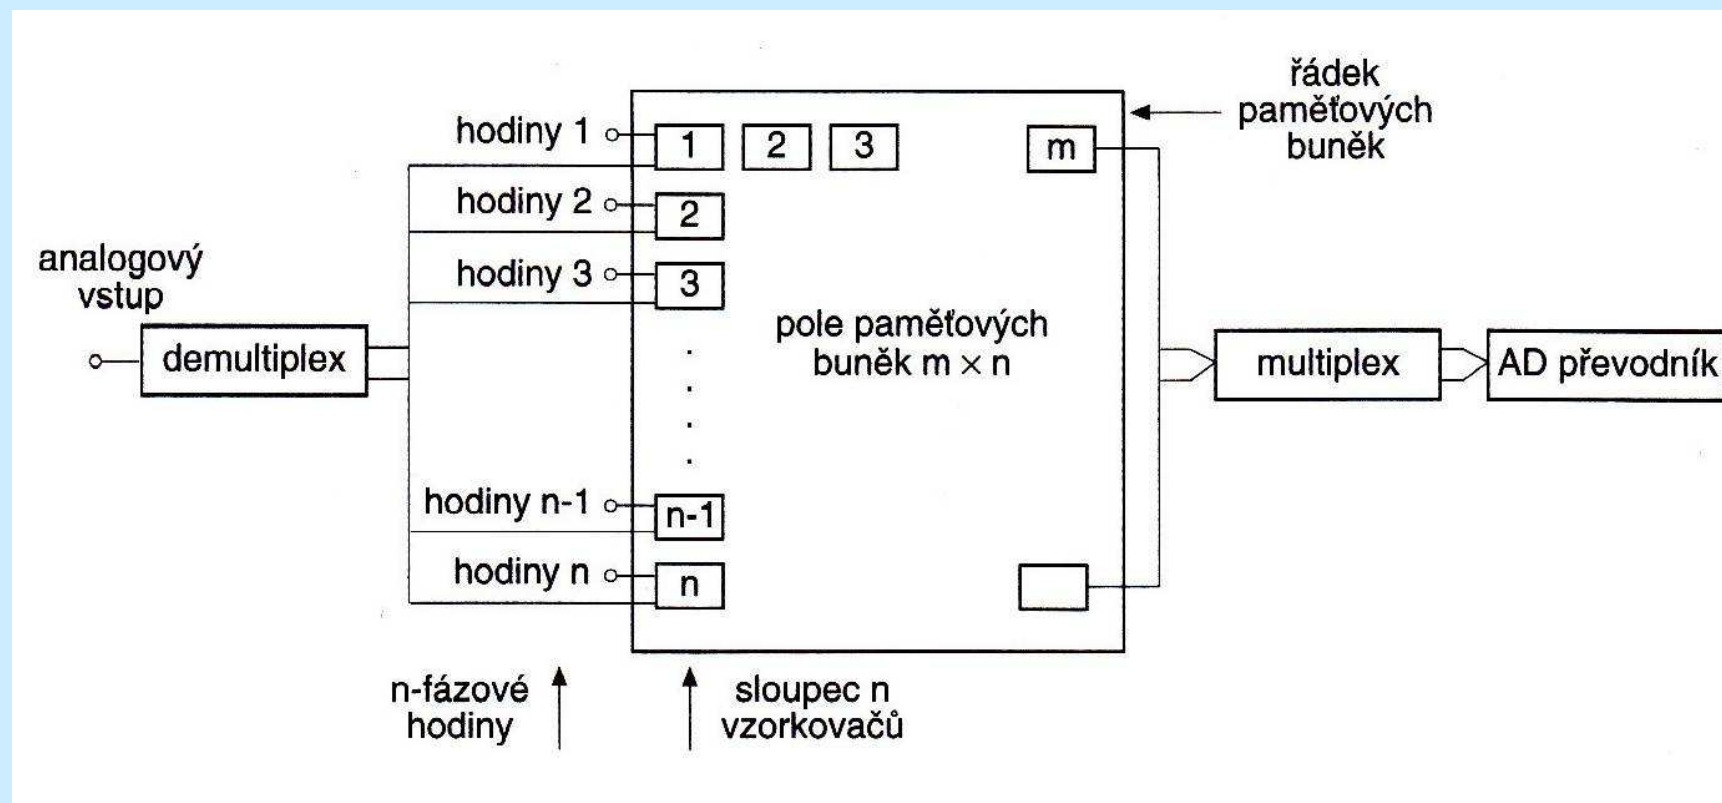 řádek
paměťových
buněk
hodiny 1
1 2 3 m
hodiny 2
2
hodiny 3
3
analogový
vstup
demultiplex
pole paměťových
buněk m × n
multiplex
AD převodník
.
.
.
.
hodiny n-1
n-1
hodiny n
n
n-fázové
hodiny
sloupec n
vzorkovačů